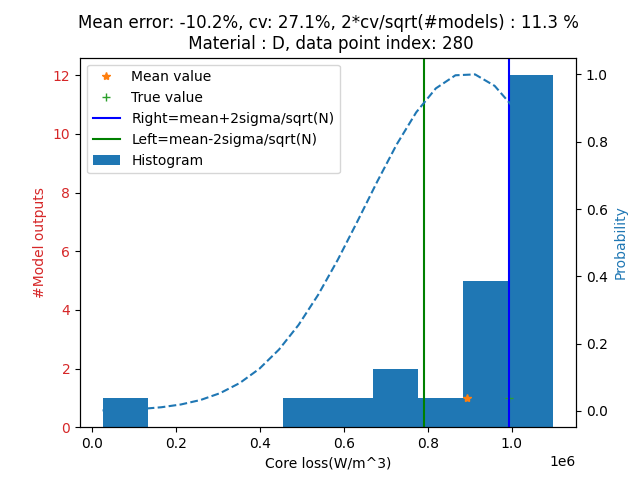 Mean error: -10.2%, cv: 27.1%, 2*cv/sqrt(#models) : 11.3 %
Material : D, data point index: 280
Mean value
True value
Right=mean+2sigma/sqrt(N)
Left=mean-2sigma/sqrt(N)
Histogram
#Model outputs
12
10
8
6
4
2
0
1.0
0.8
0.6
0.4
0.2
0.0
Probability
0.0 0.2 0.4 0.6 0.8 1.0
1e6
Core loss(W/m^3)